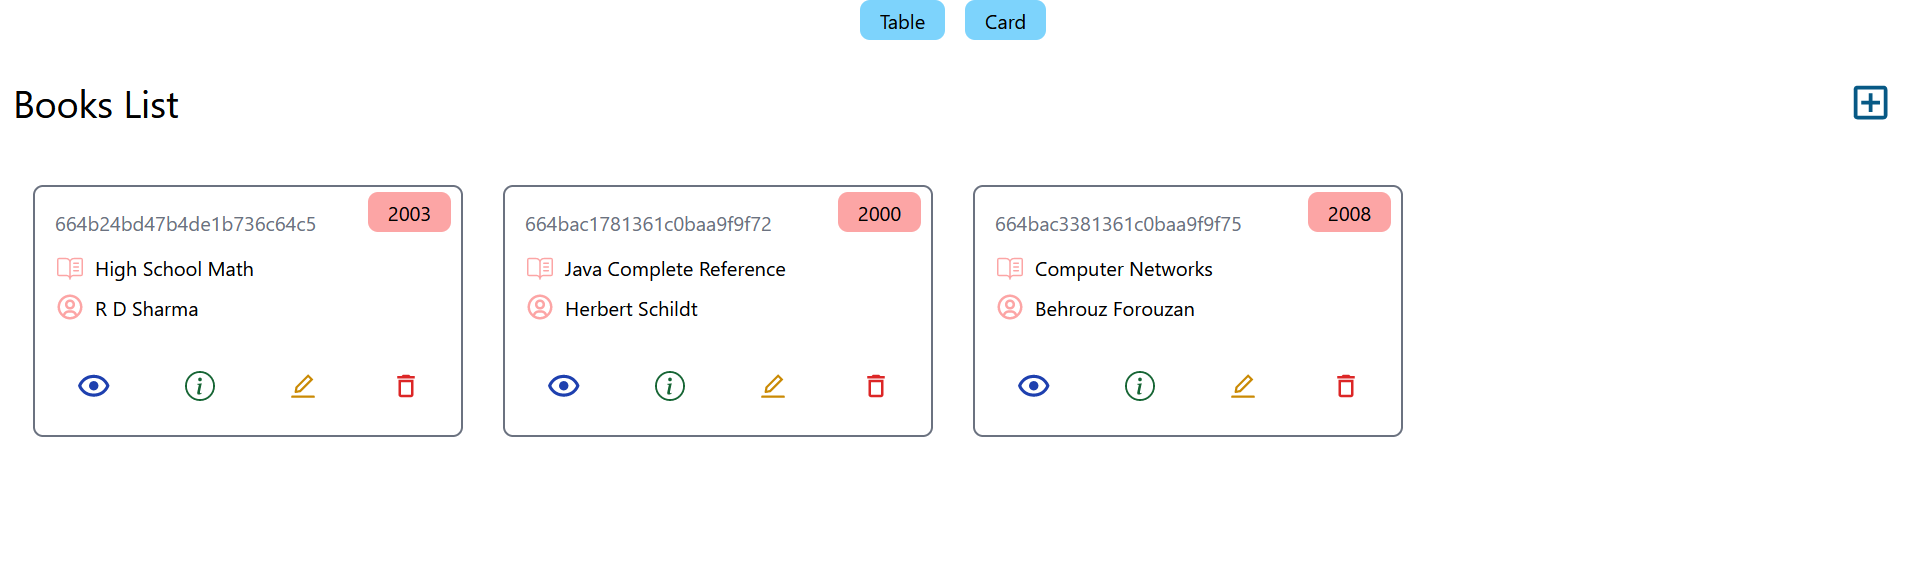 Table
Card
Books List
2003
664b24bd47b4de1b736c64c5
High School Math
R D Sharma
2000
664bac1781361c0baa9f9f72
Java Complete Reference
Herbert Schildt
2008
664bac3381361c0baa9f9f75
Computer Networks
Behrouz Forouzan